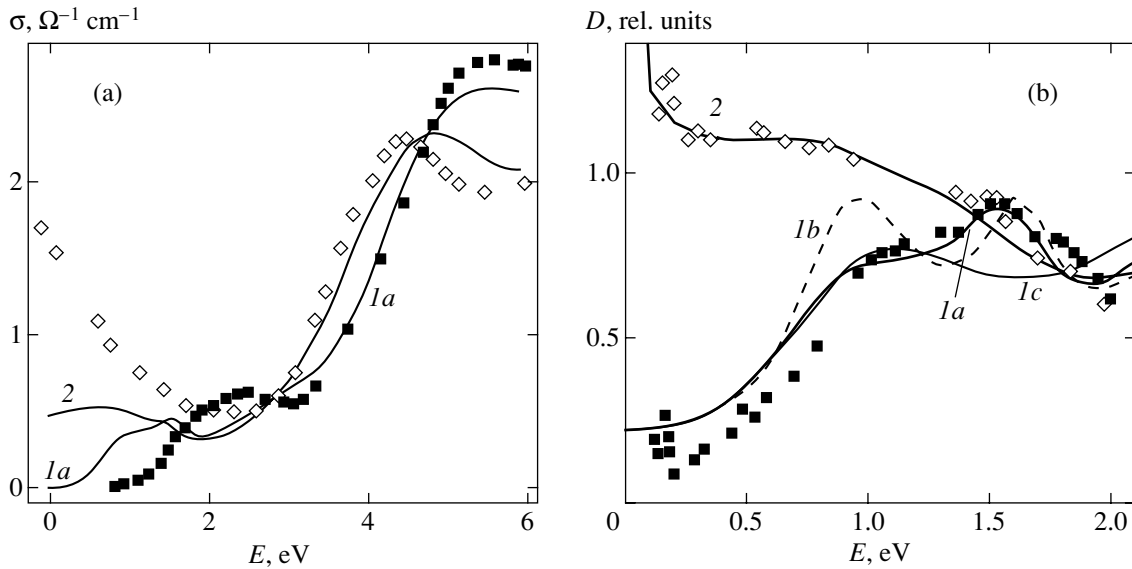 σ, Ω⁻¹ cm⁻¹
(a)
2
1
0
2
1a
1a
0 2 4 6
E, eV
D, rel. units
(b)
2
1.0
1b
1a
1c
0.5
0 0.5 1.0 1.5 2.0
E, eV